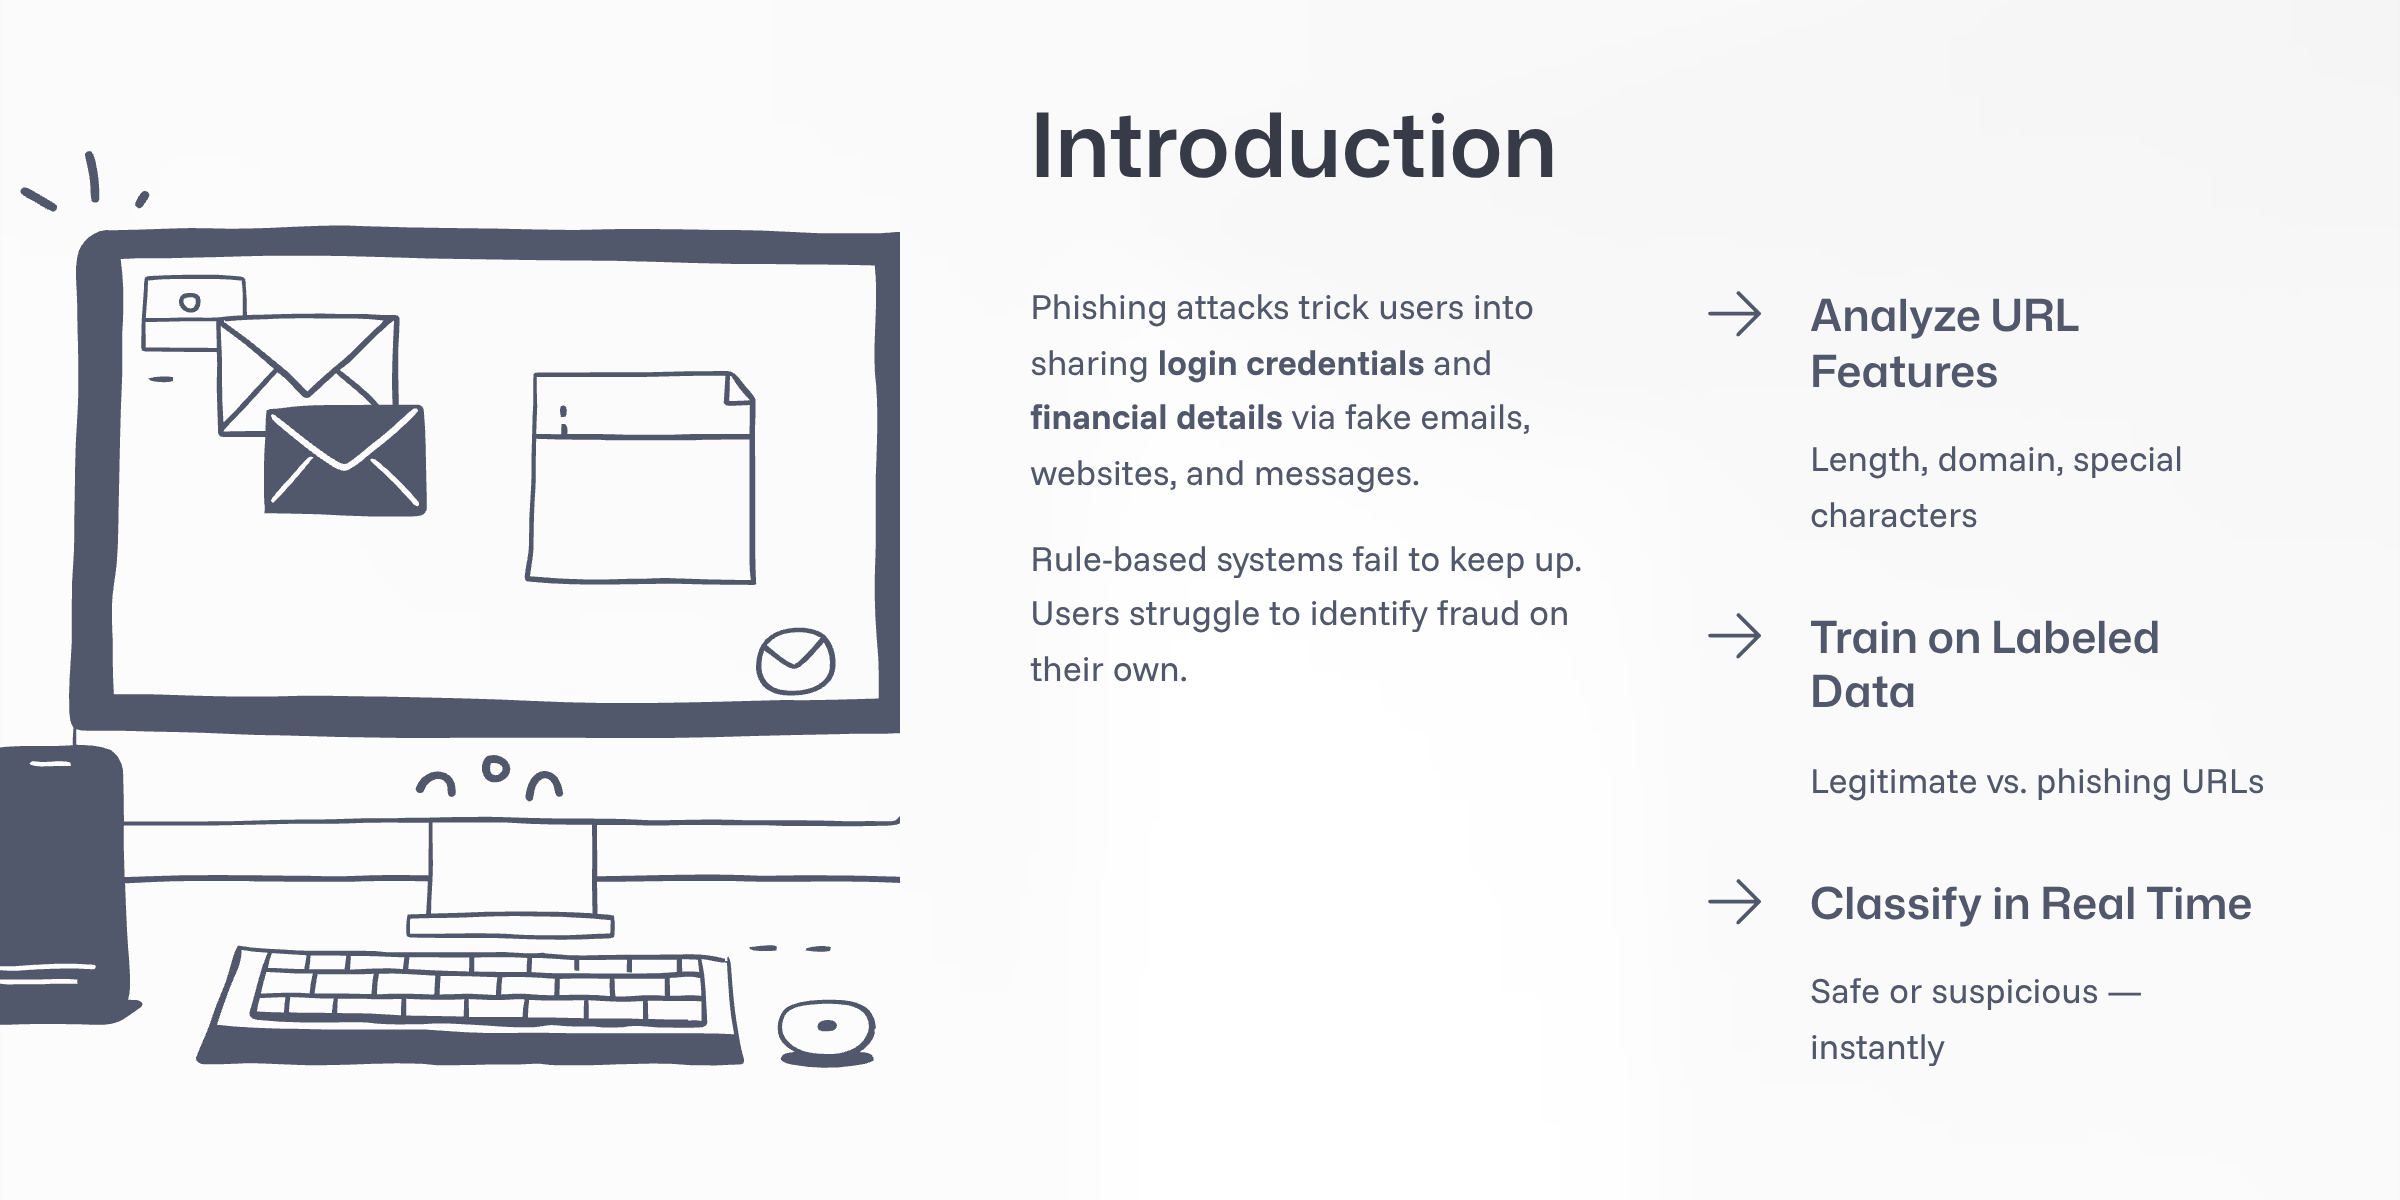 Introduction
Phishing attacks trick users into
sharing login credentials and
financial details via fake emails,
websites, and messages.
Rule-based systems fail to keep up.
Users struggle to identify fraud on
their own.
Analyze URL
Features
Length, domain, special
characters
Train on Labeled
Data
Legitimate vs. phishing URLs
Classify in Real Time
Safe or suspicious —
instantly